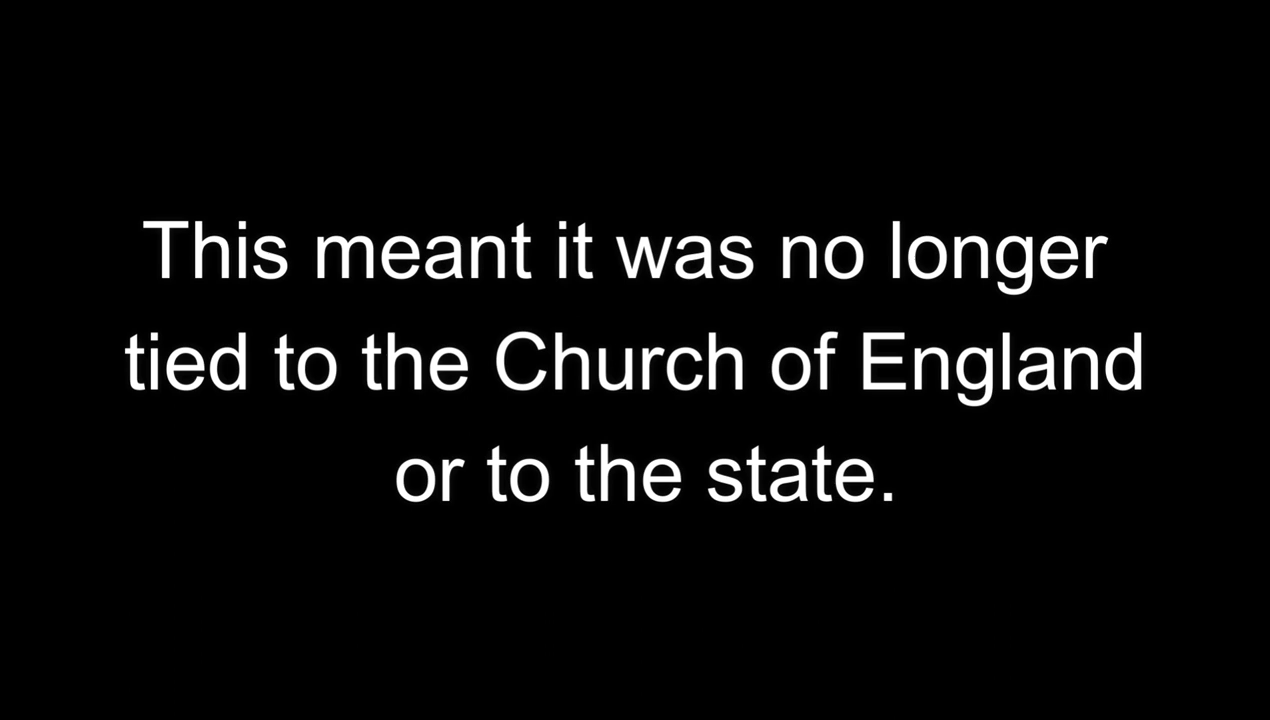 This meant it was no longer
tied to the Church of England
or to the state.